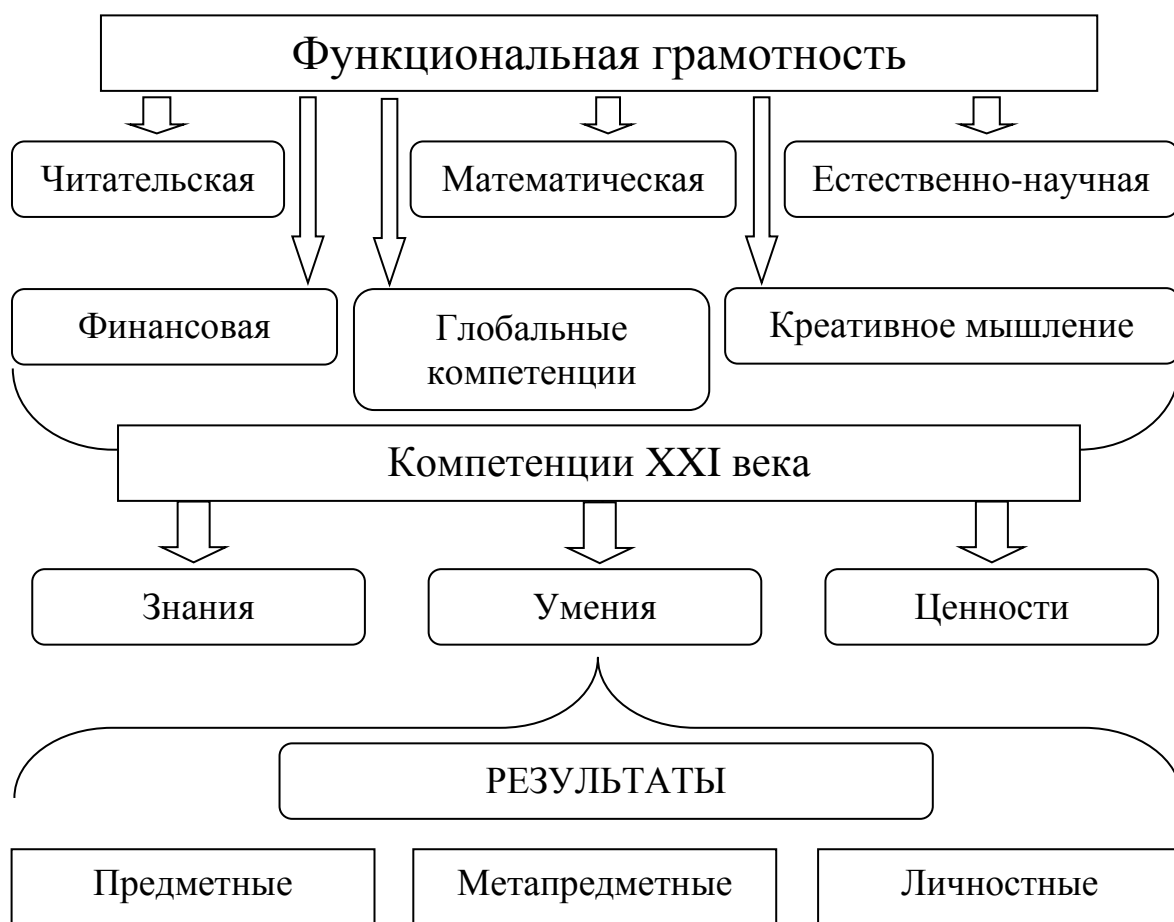 Функциональная грамотность
Читательская
Математическая
Естественно-научная
Финансовая
Глобальные
компетенции
Креативное мышление
Компетенции XXI века
Знания
Умения
Ценности
РЕЗУЛЬТАТЫ
Предметные
Метапредметные
Личностные